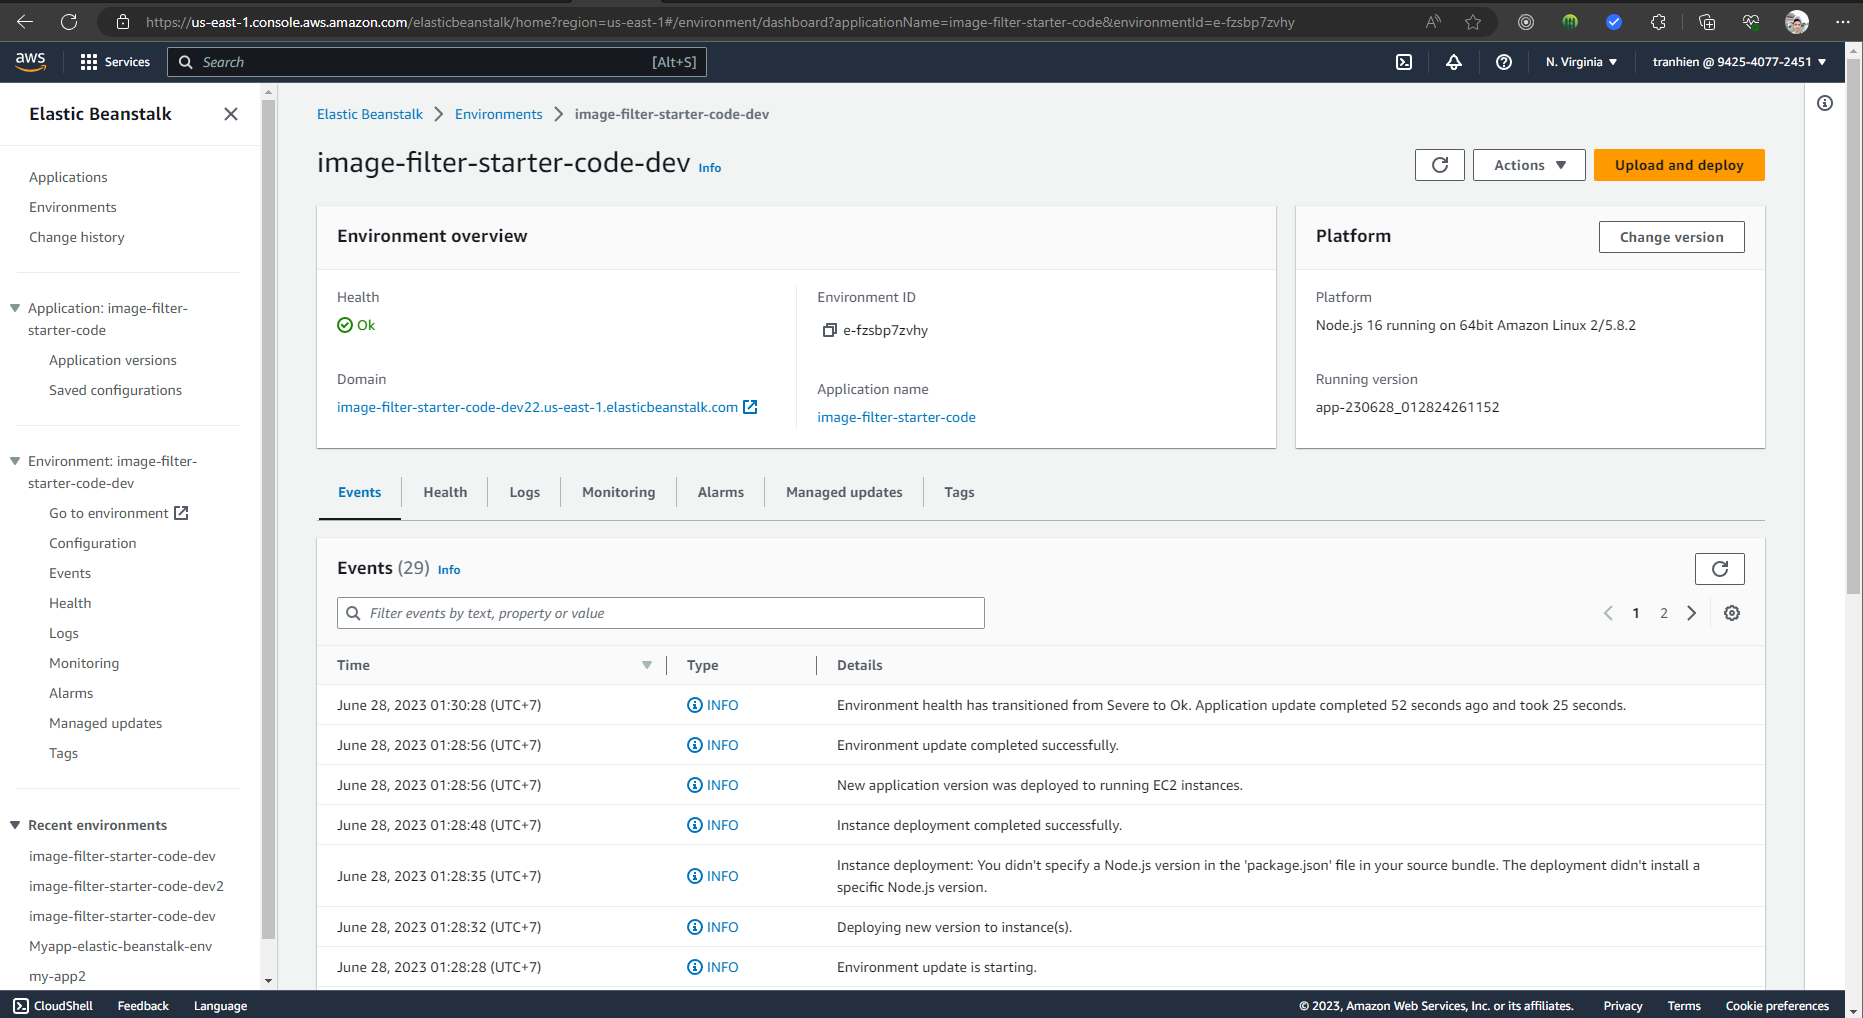 https://us-east-1.console.aws.amazon.com/elasticbeanstalk/home?region=us-east-1#/environment/dashboard?applicationName=image-filter-starter-code&environmentId=e-fzsbp7zvhy
aws Services Search [Alt+S] N. Virginia tranhien @ 9425-4077-2451
Elastic Beanstalk
Applications
Environments
Change history
Application: image-filter-
starter-code
Application versions
Saved configurations
Environment: image-filter-
starter-code-dev
Go to environment
Configuration
Events
Health
Logs
Monitoring
Alarms
Managed updates
Tags
Recent environments
image-filter-starter-code-dev
image-filter-starter-code-dev2
image-filter-starter-code-dev
Myapp-elastic-beanstalk-env
my-app2
Elastic Beanstalk Environments image-filter-starter-code-dev
image-filter-starter-code-dev Info
Actions Upload and deploy
Environment overview
Health
Ok
Domain
image-filter-starter-code-dev22.us-east-1.elasticbeanstalk.com
Environment ID
e-fzsbp7zvhy
Application name
image-filter-starter-code
Platform Change version
Platform
Node.js 16 running on 64bit Amazon Linux 2/5.8.2
Running version
app-230628_012824261152
Events Health Logs Monitoring Alarms Managed updates Tags
Events (29) Info
Filter events by text, property or value 1 2
Time Type Details
June 28, 2023 01:30:28 (UTC+7) INFO Environment health has transitioned from Severe to Ok. Application update completed 52 seconds ago and took 25 seconds.
June 28, 2023 01:28:56 (UTC+7) INFO Environment update completed successfully.
June 28, 2023 01:28:56 (UTC+7) INFO New application version was deployed to running EC2 instances.
June 28, 2023 01:28:48 (UTC+7) INFO Instance deployment completed successfully.
June 28, 2023 01:28:35 (UTC+7) INFO Instance deployment: You didn't specify a Node.js version in the 'package.json' file in your source bundle. The deployment didn't install a
specific Node.js version.
June 28, 2023 01:28:32 (UTC+7) INFO Deploying new version to instance(s).
June 28, 2023 01:28:28 (UTC+7) INFO Environment update is starting.
CloudShell Feedback Language © 2023, Amazon Web Services, Inc. or its affiliates. Privacy Terms Cookie preferences